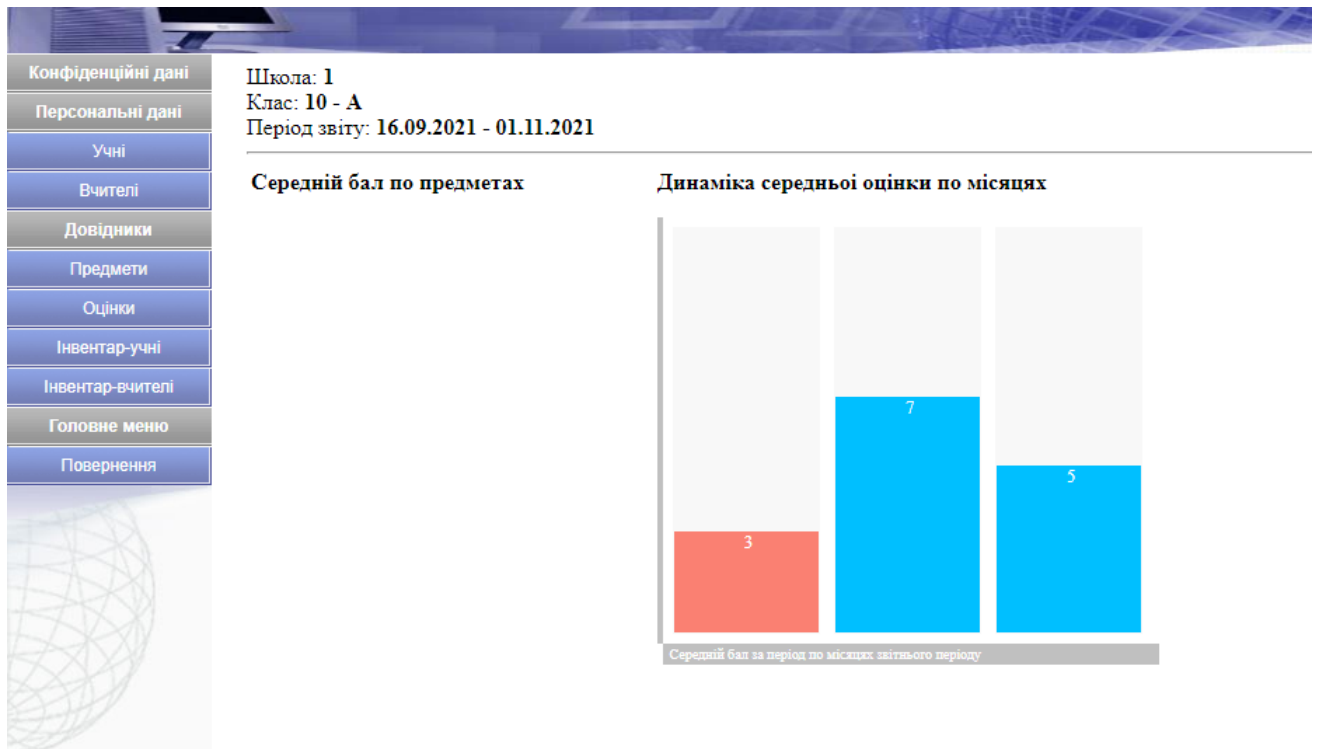 Конфіденційні дані
Персональні дані
Учні
Вчителі
Довідники
Предмети
Оцінки
Інвентар-учні
Інвентар-вчителі
Головне меню
Повернення
Школа: 1
Клас: 10 - А
Період звіту: 16.09.2021 - 01.11.2021
Середній бал по предметах
Динаміка середньоі оцінки по місяцях
3
7
5
Середній бал за період по місяцях звітнього періоду